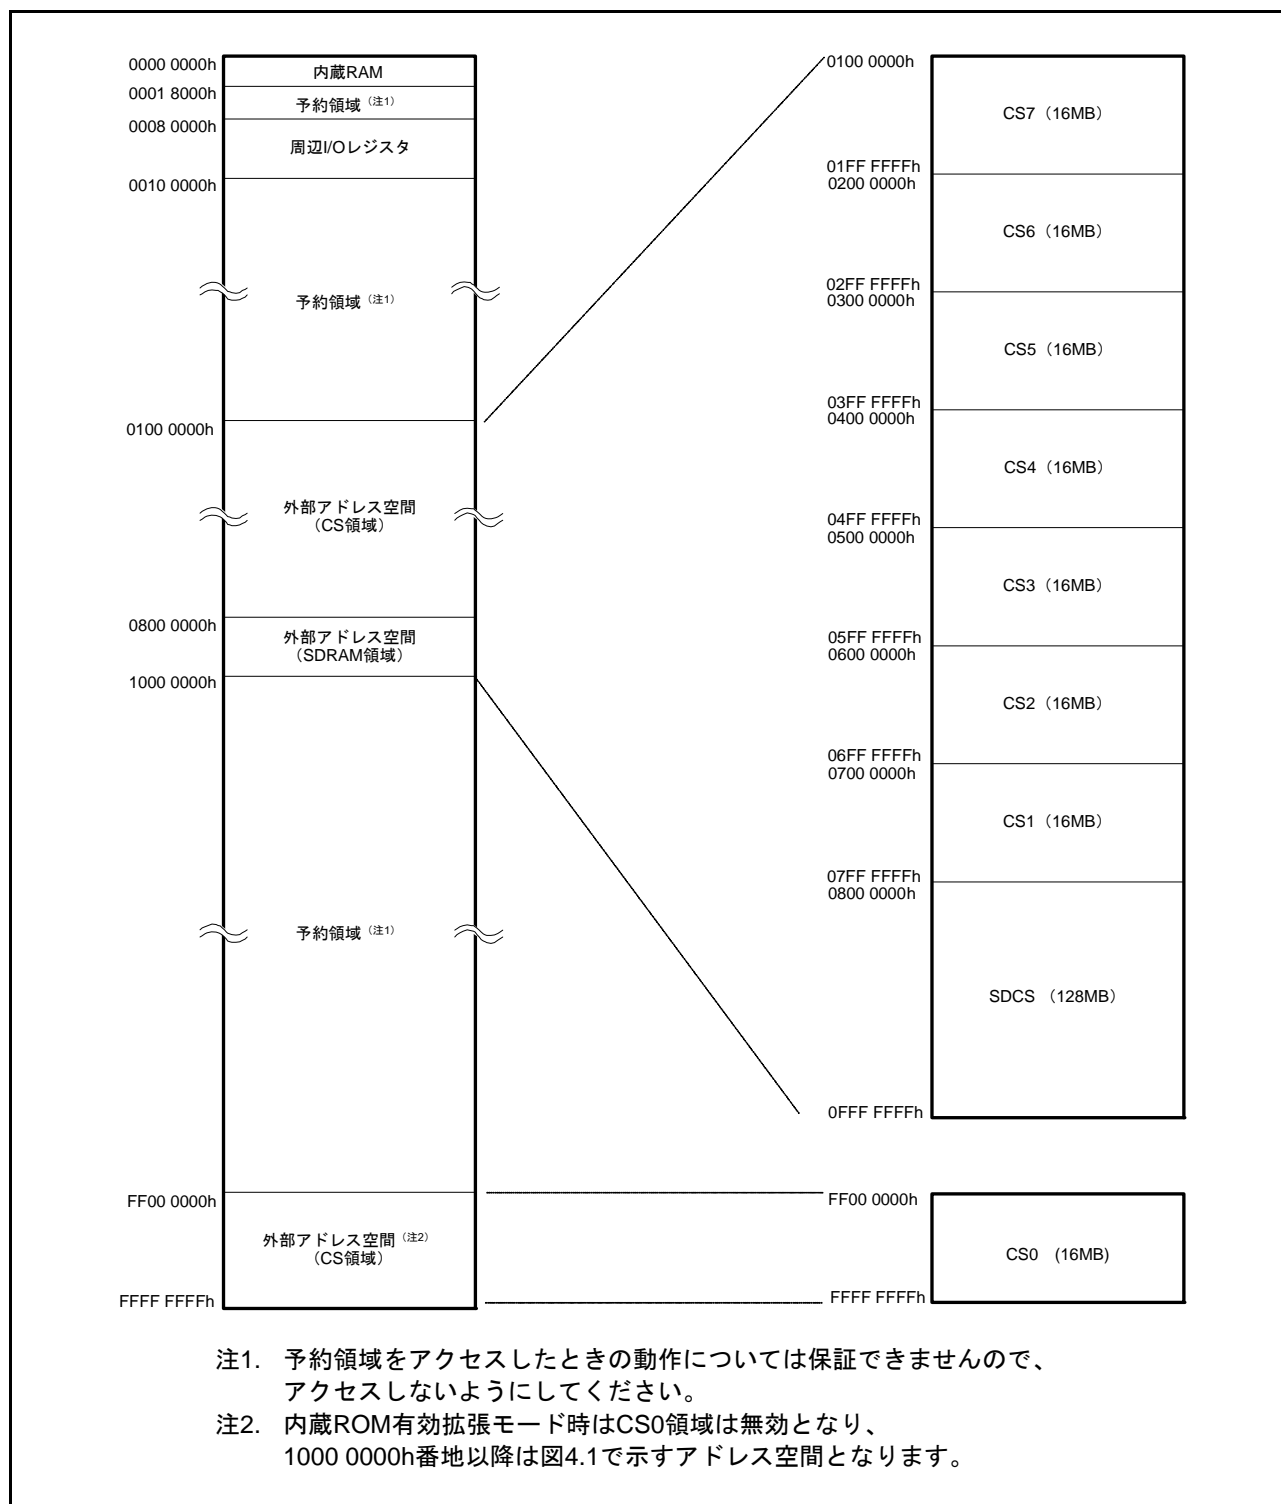 0000 0000h
内蔵RAM
0001 8000h
予約領域（注1）
0008 0000h
周辺I/Oレジスタ
0010 0000h
予約領域（注1）
0100 0000h
外部アドレス空間
（CS領域）
0800 0000h
外部アドレス空間
（SDRAM領域）
1000 0000h
予約領域（注1）
FF00 0000h
外部アドレス空間（注2）
（CS領域）
FFFF FFFFh
0100 0000h
CS7（16MB）
01FF FFFFh
0200 0000h
CS6（16MB）
02FF FFFFh
0300 0000h
CS5（16MB）
03FF FFFFh
0400 0000h
CS4（16MB）
04FF FFFFh
0500 0000h
CS3（16MB）
05FF FFFFh
0600 0000h
CS2（16MB）
06FF FFFFh
0700 0000h
CS1（16MB）
07FF FFFFh
0800 0000h
SDCS （128MB）
0FFF FFFFh
FF00 0000h
CS0 (16MB)
FFFF FFFFh
注1. 予約領域をアクセスしたときの動作については保証できませんので、
アクセスしないようにしてください。
注2. 内蔵ROM有効拡張モード時はCS0領域は無効となり、
1000 0000h番地以降は図4.1で示すアドレス空間となります。